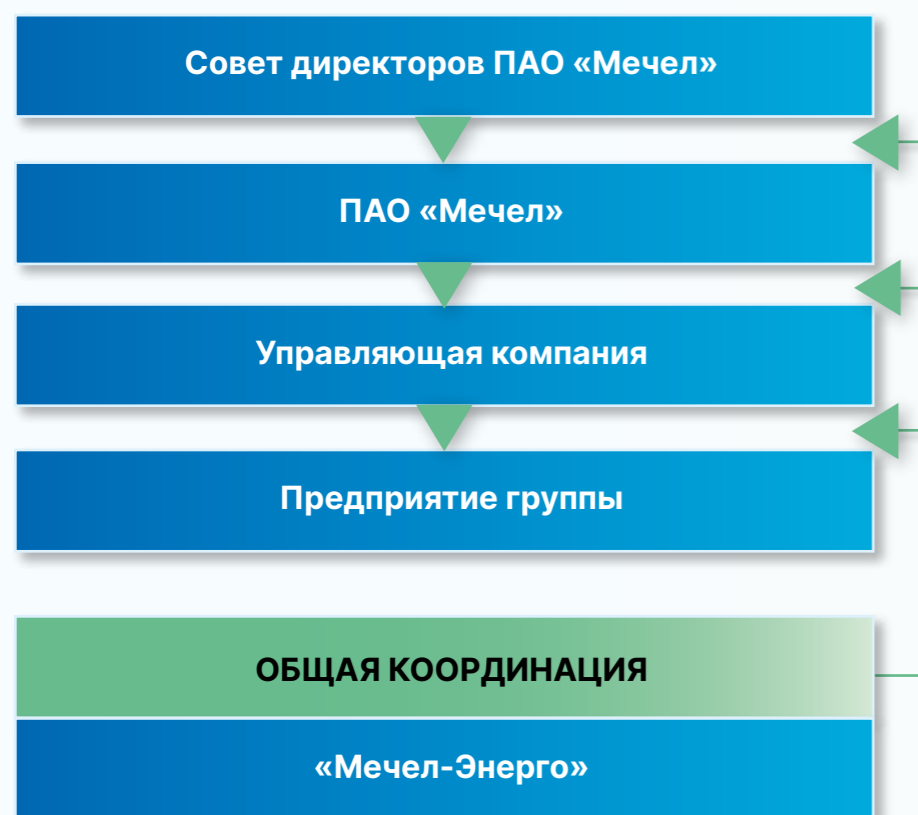 Совет директоров ПАО «Мечел»
ПАО «Мечел»
Управляющая компания
Предприятие группы
ОБЩАЯ КООРДИНАЦИЯ
«Мечел-Энерго»